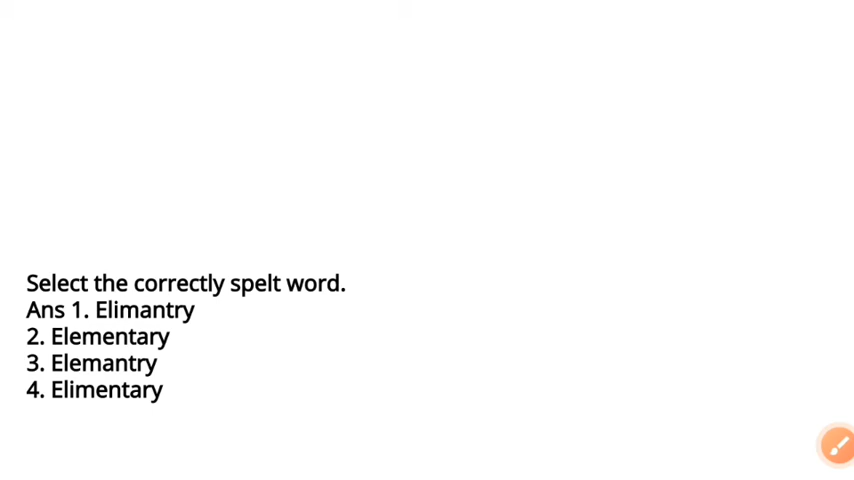 Select the correctly spelt word.
Ans 1. Elimantry
2. Elementary
3. Elemantry
4. Elimentary